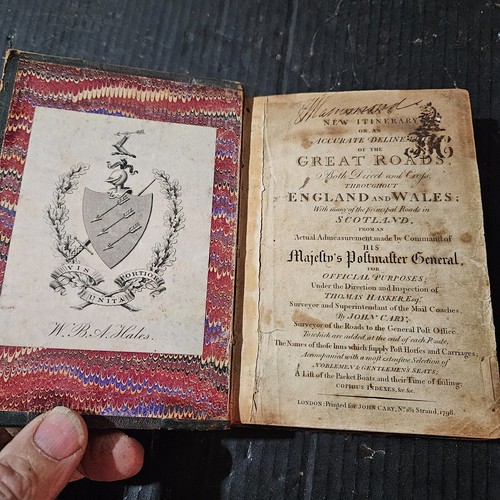 VIS
UNITA
FORTIOR
W. B. A. Hales.
NEW ITINERARY;
OR AN
ACCURATE DELINE
OF THE
GREAT ROADS,
Both Direct and Cross,
THROUGHOUT
ENGLAND AND WALES;
With many of the principal Roads in
SCOTLAND.
FROM AN
Actual Admeasurement made by Command of
HIS
Majesty's Postmaster General,
FOR
OFFICIAL PURPOSES;
Under the Direction and Inspection of
THOMAS HASKER, Esqr.
Surveyor and Superintendant of the Mail Coaches.
By JOHN CARY,
Surveyor of the Roads to the General Post Office.
To which are added, at the end of each Route,
The Names of those Inns which supply Post Horses and Carriages;
Accompanied with a most extensive Selection of
NOBLEMEN & GENTLEMEN'S SEATS;
A List of the Packet Boats, and their Time of Sailing;
COPIOUS INDEXES, &c. &c.
LONDON: Printed for JOHN CARY, No. 181 Strand, 1798.